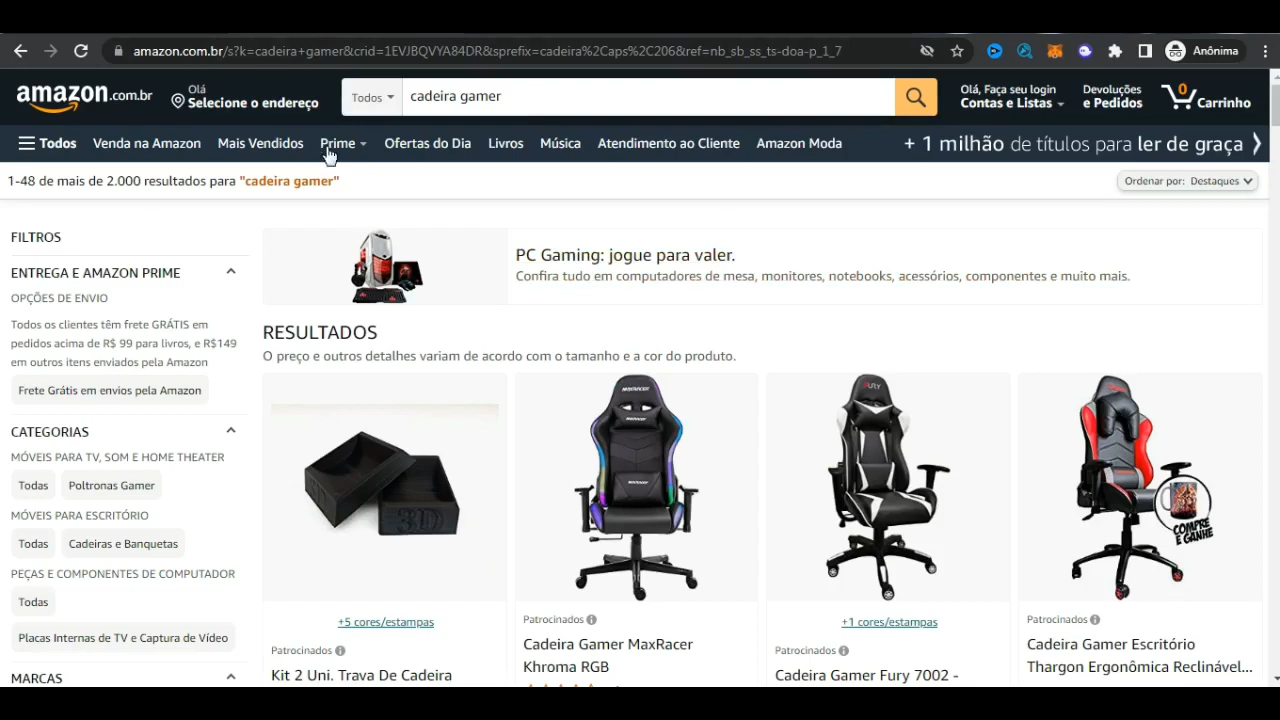 amazon.com.br/s?k=cadeira+gamer&crid=1EVJBQVYA84DR&sprefix=cadeira%2Caps%2C206&ref=nb_sb_ss_ts-doa-p_1_7
Anônima
amazon.com.br
Olá
Selecione o endereço
Todos
cadeira gamer
Olá, Faça seu login
Contas e Listas
Devoluções
e Pedidos
0
Carrinho
Todos
Venda na Amazon
Mais Vendidos
Prime
Ofertas do Dia
Livros
Música
Atendimento ao Cliente
Amazon Moda
+ 1 milhão de títulos para ler de graça
1-48 de mais de 2.000 resultados para "cadeira gamer"
Ordenar por: Destaques
FILTROS
ENTREGA E AMAZON PRIME
OPÇÕES DE ENVIO
Todos os clientes têm frete GRÁTIS em
pedidos acima de R$ 99 para livros, e R$149
em outros itens enviados pela Amazon
Frete Grátis em envios pela Amazon
CATEGORIAS
MÓVEIS PARA TV, SOM E HOME THEATER
Todas
Poltronas Gamer
MÓVEIS PARA ESCRITÓRIO
Todas
Cadeiras e Banquetas
PEÇAS E COMPONENTES DE COMPUTADOR
Todas
Placas Internas de TV e Captura de Vídeo
MARCAS
PC Gaming: jogue para valer.
Confira tudo em computadores de mesa, monitores, notebooks, acessórios, componentes e muito mais.
RESULTADOS
O preço e outros detalhes variam de acordo com o tamanho e a cor do produto.
3D
+5 cores/estampas
Patrocinados
Kit 2 Uni. Trava De Cadeira
MAXRACER
Patrocinados
Cadeira Gamer MaxRacer
Khroma RGB
FURY
+1 cores/estampas
Patrocinados
Cadeira Gamer Fury 7002 -
COMPRE
E GANHE
Patrocinados
Cadeira Gamer Escritório
Thargon Ergonômica Reclinável...